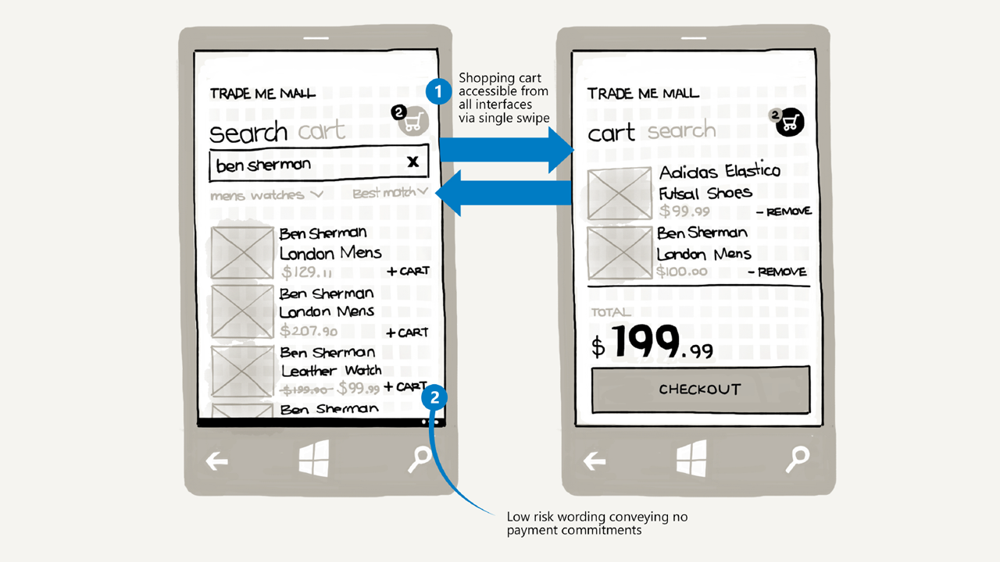 TRADE ME MALL
2
search cart
ben sherman X
mens watches Best match
Ben Sherman
London Mens
$129.11 + CART
Ben Sherman
London Mens
$207.90 + CART
Ben Sherman
Leather Watch
$199.90 $99.99 + CART
Ben Sherman
1
Shopping cart
accessible from
all interfaces
via single swipe
TRADE ME MALL
2
cart search
Adidas Elastico
Futsal Shoes
$99.99 - REMOVE
Ben Sherman
London Mens
$100.00 - REMOVE
TOTAL
$199.99
CHECKOUT
2
Low risk wording conveying no
payment commitments